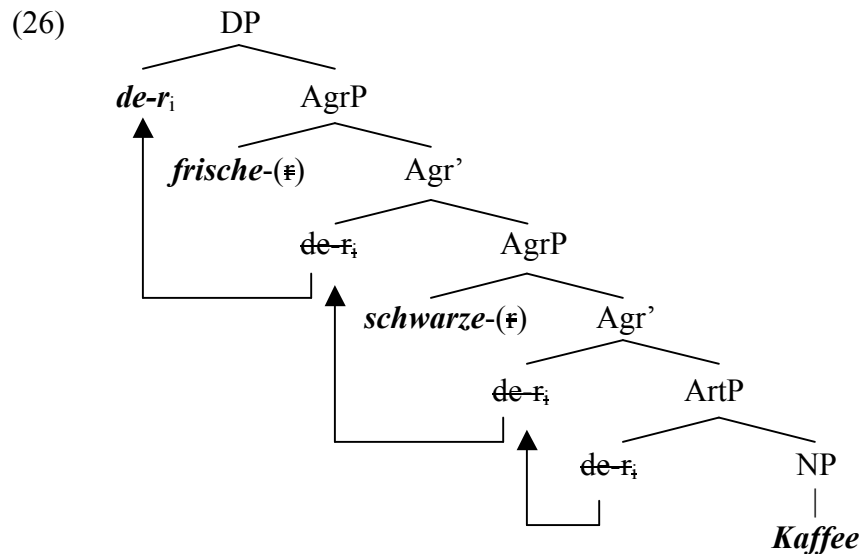 (26) DP
de-ri AgrP
frische-(r) Agr’
de-ri AgrP
schwarze-(r) Agr’
de-ri ArtP
de-ri NP
Kaffee